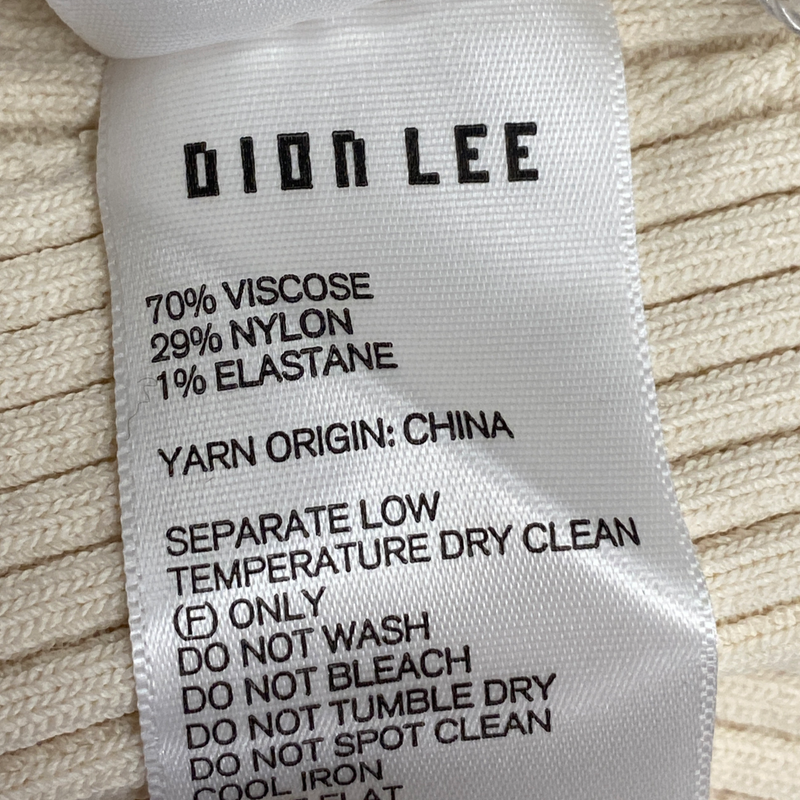 DION LEE
70% VISCOSE
29% NYLON
1% ELASTANE
YARN ORIGIN: CHINA
SEPARATE LOW
TEMPERATURE DRY CLEAN
(F) ONLY
DO NOT WASH
DO NOT BLEACH
DO NOT TUMBLE DRY
DO NOT SPOT CLEAN
COOL IRON
FLAT